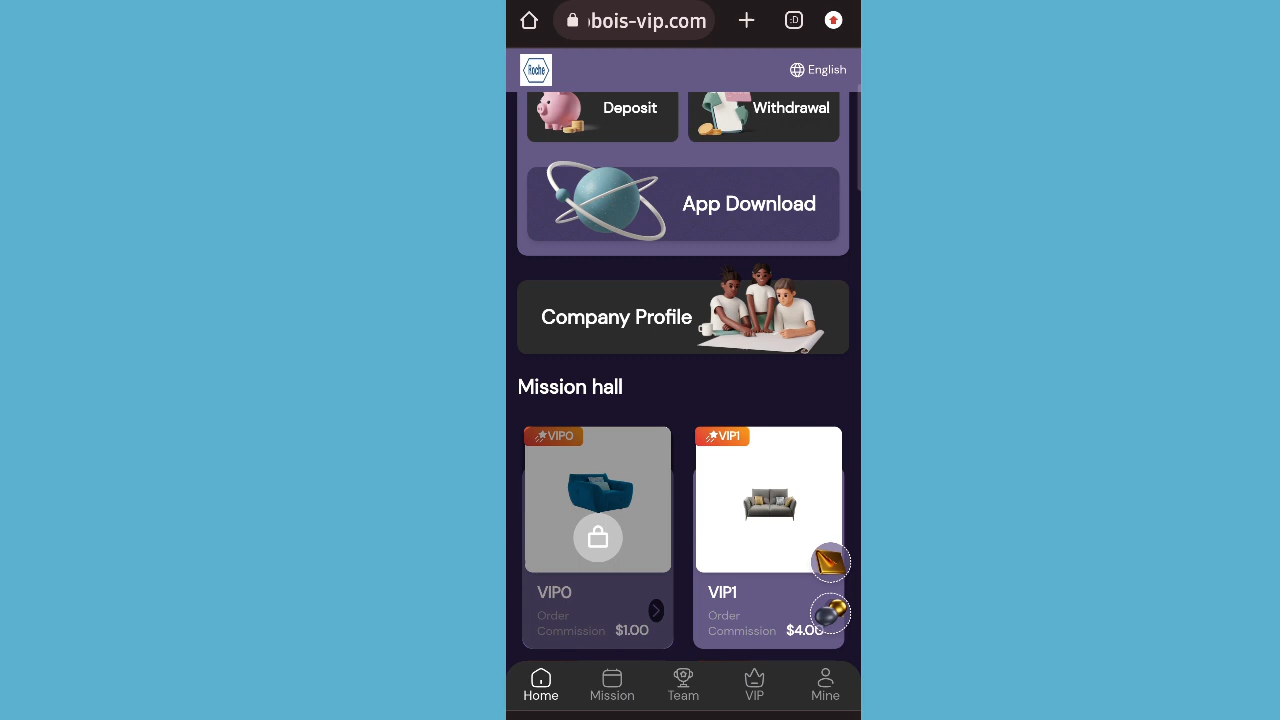 bois-vip.com
:D
Roche
English
Deposit
Withdrawal
App Download
Company Profile
Mission hall
VIP0
VIP1
VIP0
VIP1
Order
Commission
$1.00
Order
Commission
$4.00
Home
Mission
Team
VIP
Mine